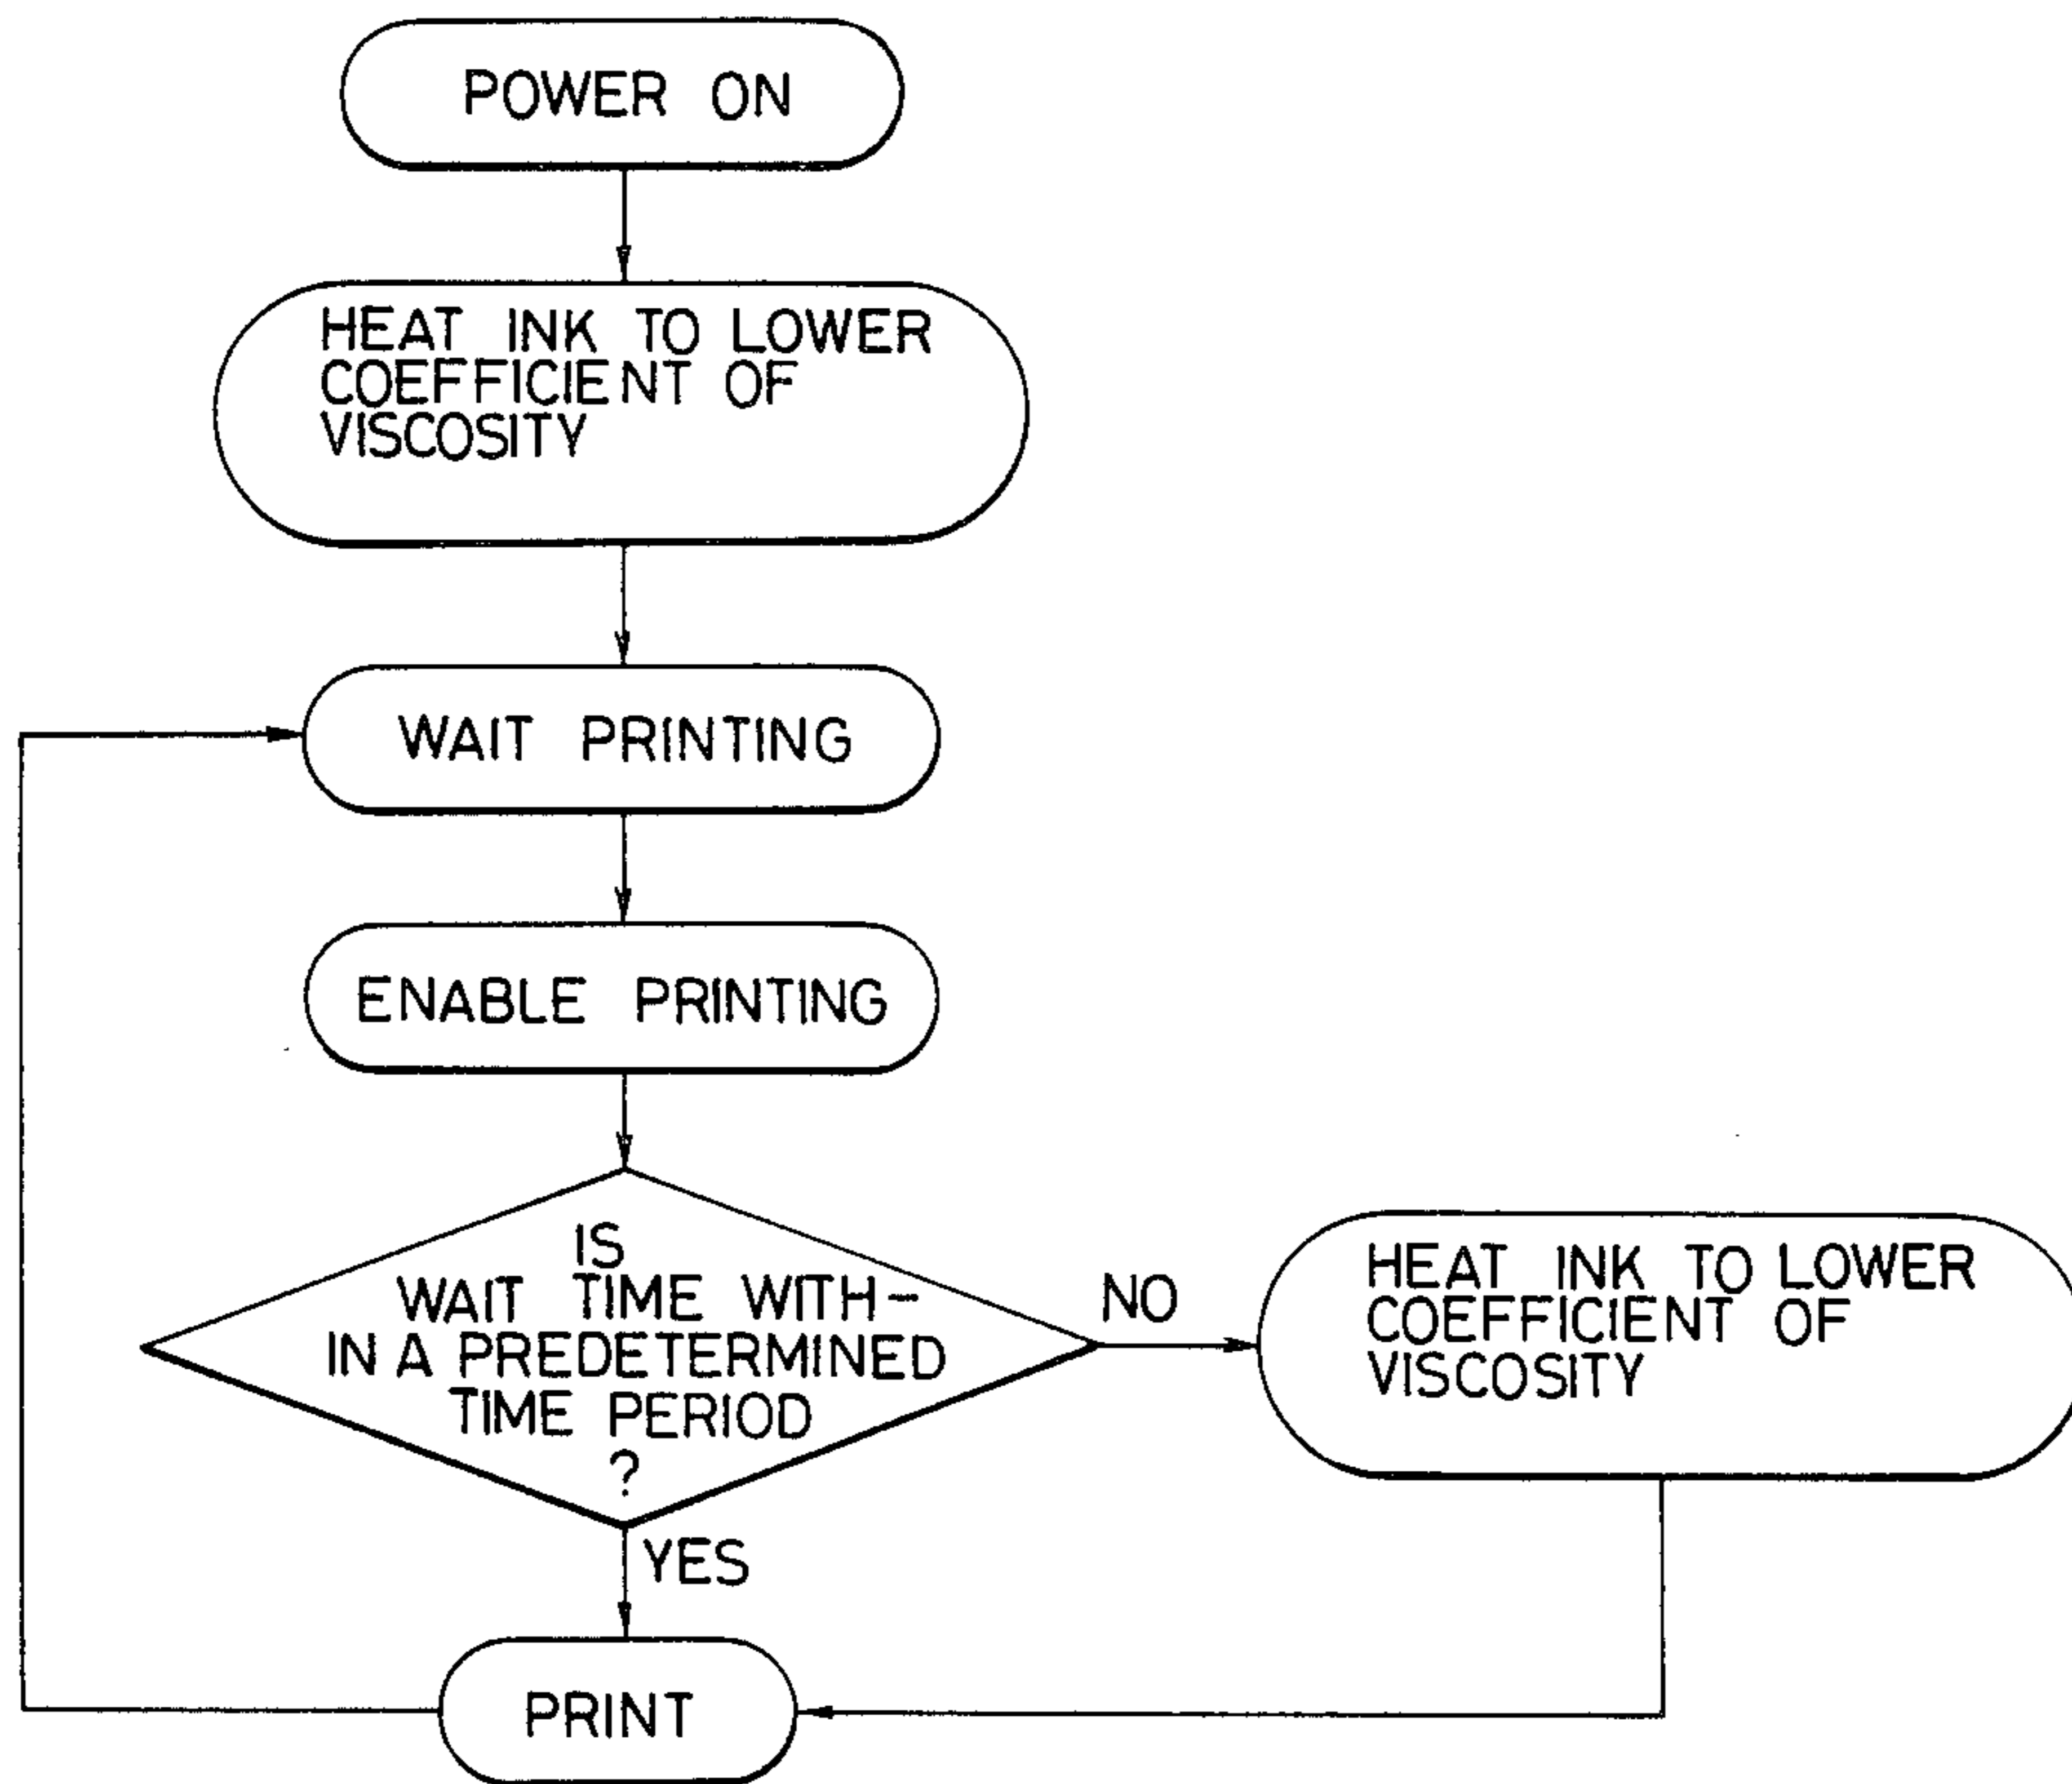 POWER ON
HEAT INK TO LOWER
COEFFICIENT OF
VISCOSITY
WAIT PRINTING
ENABLE PRINTING
IS
WAIT TIME WITH-
IN A PREDETERMINED
TIME PERIOD
?
NO
HEAT INK TO LOWER
COEFFICIENT OF
VISCOSITY
YES
PRINT